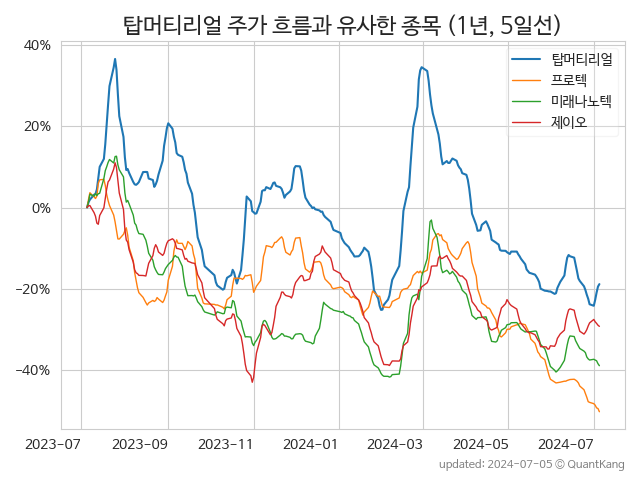 탑머티리얼 주가 흐름과 유사한 종목 (1년, 5일선)
40%
20%
0%
−20%
−40%
탑머티리얼
프로텍
미래나노텍
제이오
2023-07
2023-09
2023-11
2024-01
2024-03
2024-05
2024-07
updated: 2024-07-05 © QuantKang